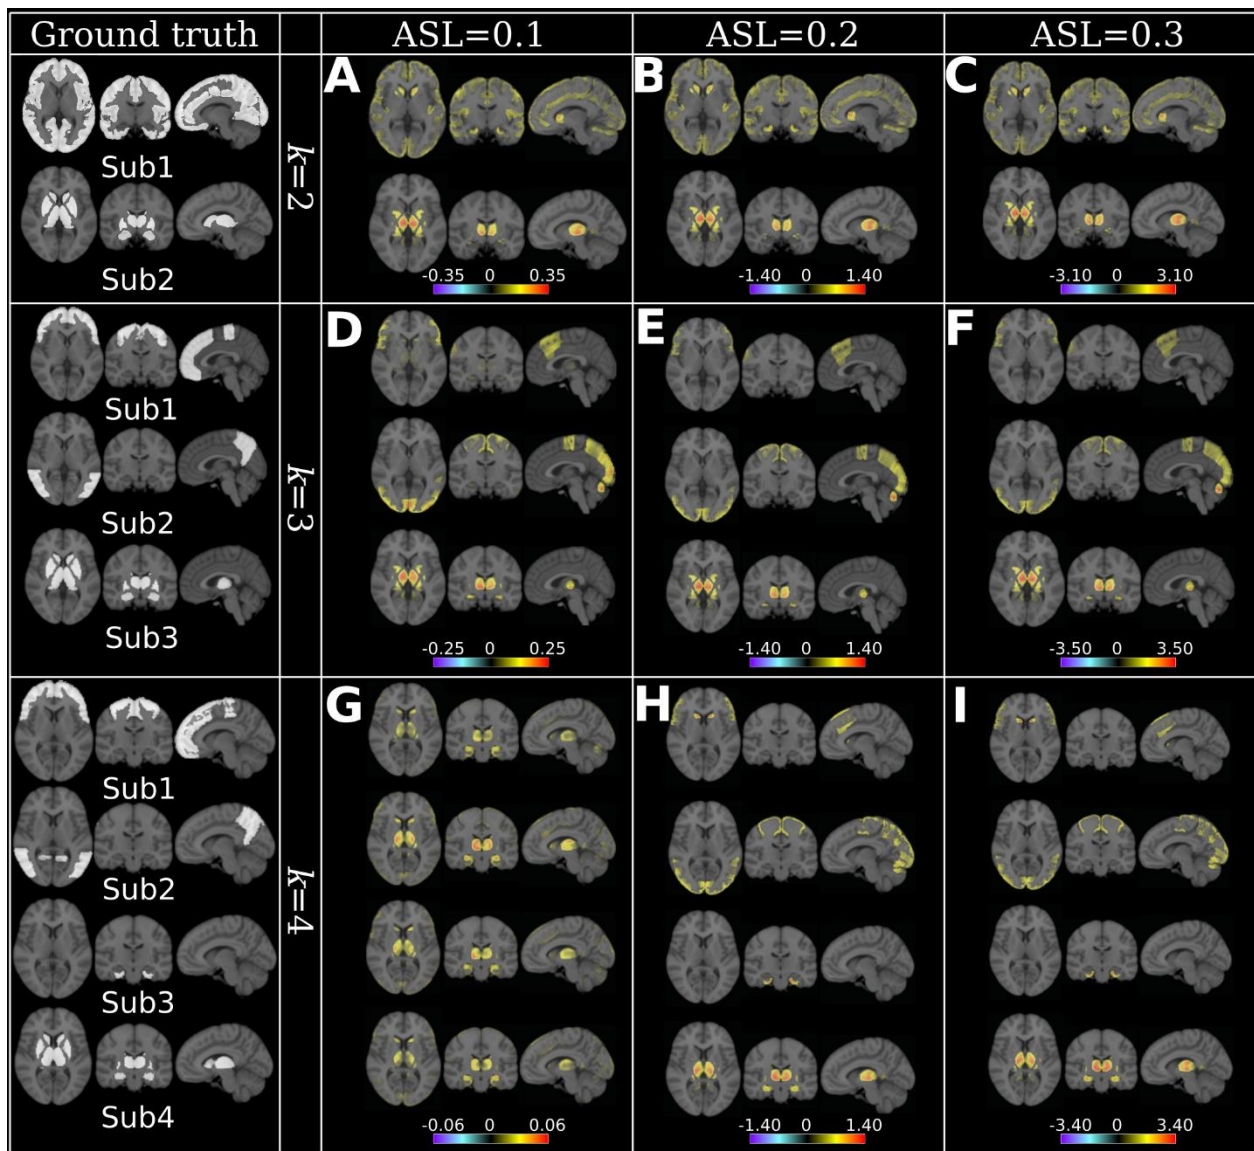 Ground truth ASL=0.1 ASL=0.2 ASL=0.3
A B C
Sub1
k=2
Sub2
-0.35 0 0.35 -1.40 0 1.40 -3.10 0 3.10
D E F
Sub1
k=3
Sub2
Sub3
-0.25 0 0.25 -1.40 0 1.40 -3.50 0 3.50
G H I
Sub1
Sub2
k=4
Sub3
Sub4
-0.06 0 0.06 -1.40 0 1.40 -3.40 0 3.40